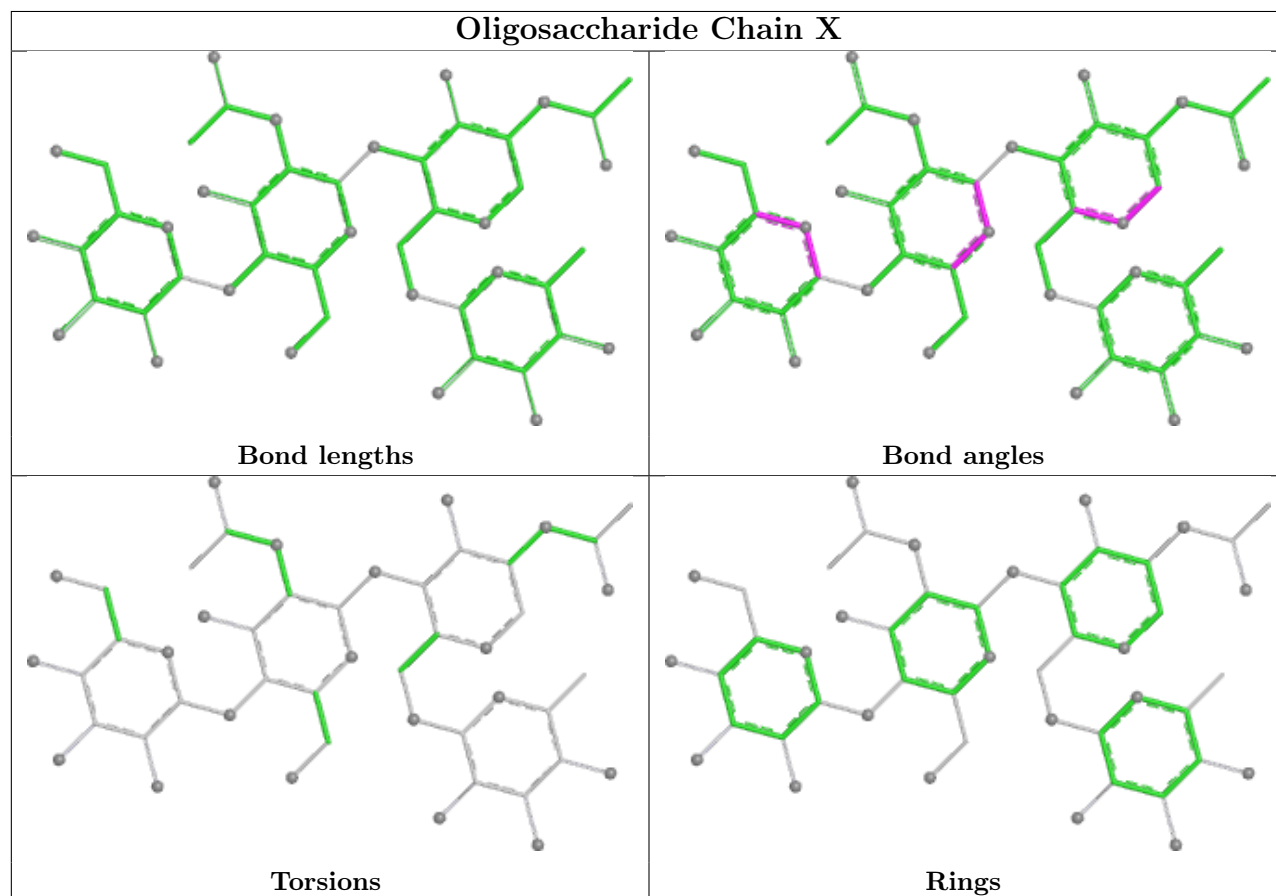 Oligosaccharide Chain X
Bond lengths
Bond angles
Torsions
Rings